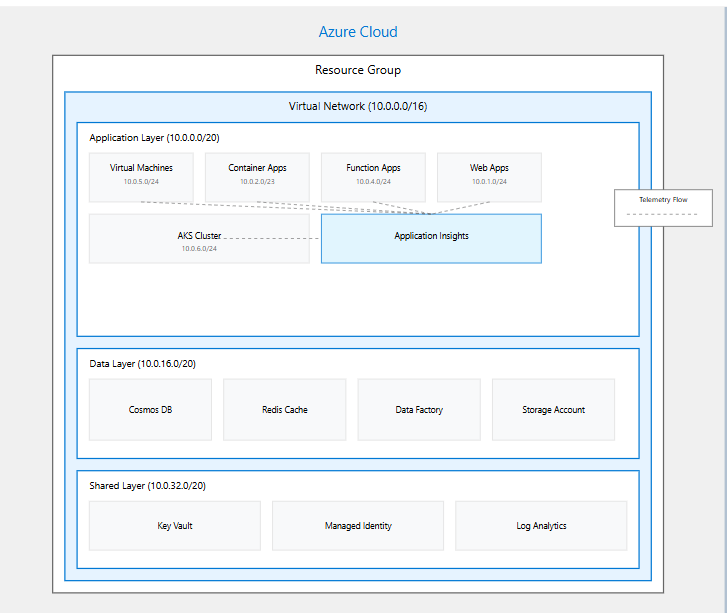 Azure Cloud
Resource Group
Virtual Network (10.0.0.0/16)
Application Layer (10.0.0.0/20)
Virtual Machines
10.0.5.0/24
Container Apps
10.0.2.0/23
Function Apps
10.0.4.0/24
Web Apps
10.0.1.0/24
Telemetry Flow
AKS Cluster
10.0.6.0/24
Application Insights
Data Layer (10.0.16.0/20)
Cosmos DB
Redis Cache
Data Factory
Storage Account
Shared Layer (10.0.32.0/20)
Key Vault
Managed Identity
Log Analytics